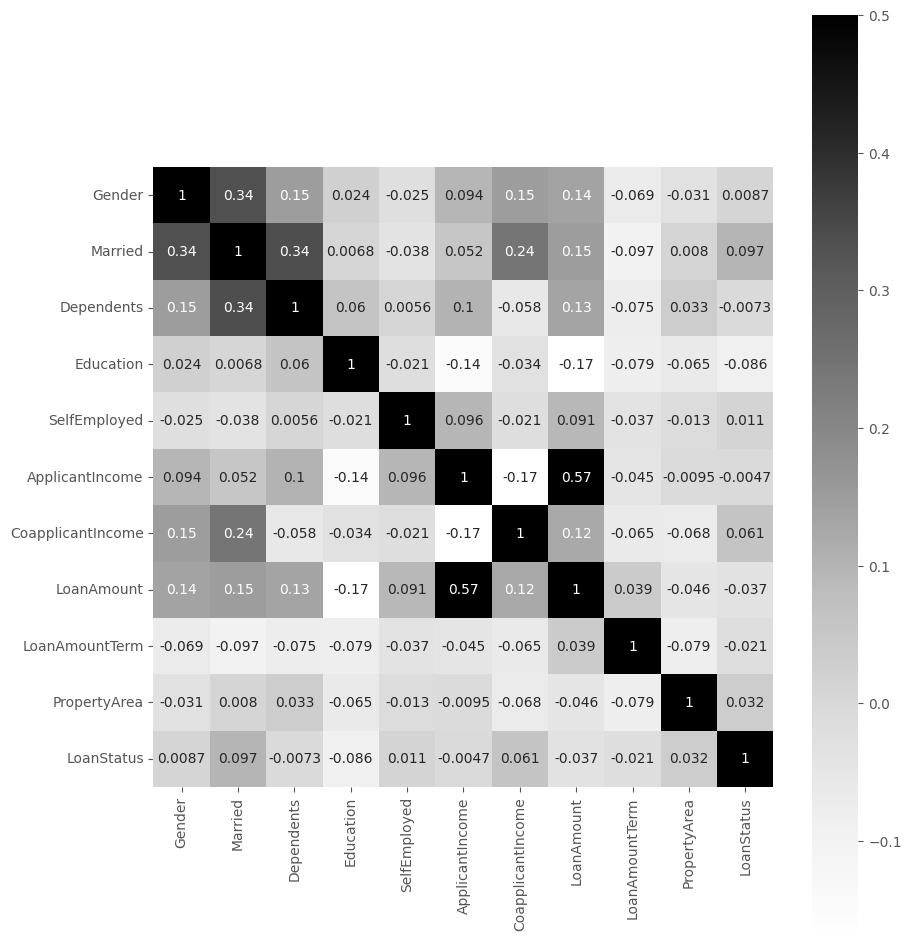 0.5
0.4
Gender 1 0.34 0.15 0.024 -0.025 0.094 0.15 0.14 -0.069 -0.031 0.0087
Married 0.34 1 0.34 0.0068 -0.038 0.052 0.24 0.15 -0.097 0.008 0.097
0.3
Dependents 0.15 0.34 1 0.06 0.0056 0.1 -0.058 0.13 -0.075 0.033 -0.0073
Education 0.024 0.0068 0.06 1 -0.021 -0.14 -0.034 -0.17 -0.079 -0.065 -0.086
0.2
SelfEmployed -0.025 -0.038 0.0056 -0.021 1 0.096 -0.021 0.091 -0.037 -0.013 0.011
ApplicantIncome 0.094 0.052 0.1 -0.14 0.096 1 -0.17 0.57 -0.045 -0.0095 -0.0047
CoapplicantIncome 0.15 0.24 -0.058 -0.034 -0.021 -0.17 1 0.12 -0.065 -0.068 0.061
0.1
LoanAmount 0.14 0.15 0.13 -0.17 0.091 0.57 0.12 1 0.039 -0.046 -0.037
LoanAmountTerm -0.069 -0.097 -0.075 -0.079 -0.037 -0.045 -0.065 0.039 1 -0.079 -0.021
PropertyArea -0.031 0.008 0.033 -0.065 -0.013 -0.0095 -0.068 -0.046 -0.079 1 0.032
0.0
LoanStatus 0.0087 0.097 -0.0073 -0.086 0.011 -0.0047 0.061 -0.037 -0.021 0.032 1
−0.1
Gender
Married
Dependents
Education
SelfEmployed
ApplicantIncome
CoapplicantIncome
LoanAmount
LoanAmountTerm
PropertyArea
LoanStatus